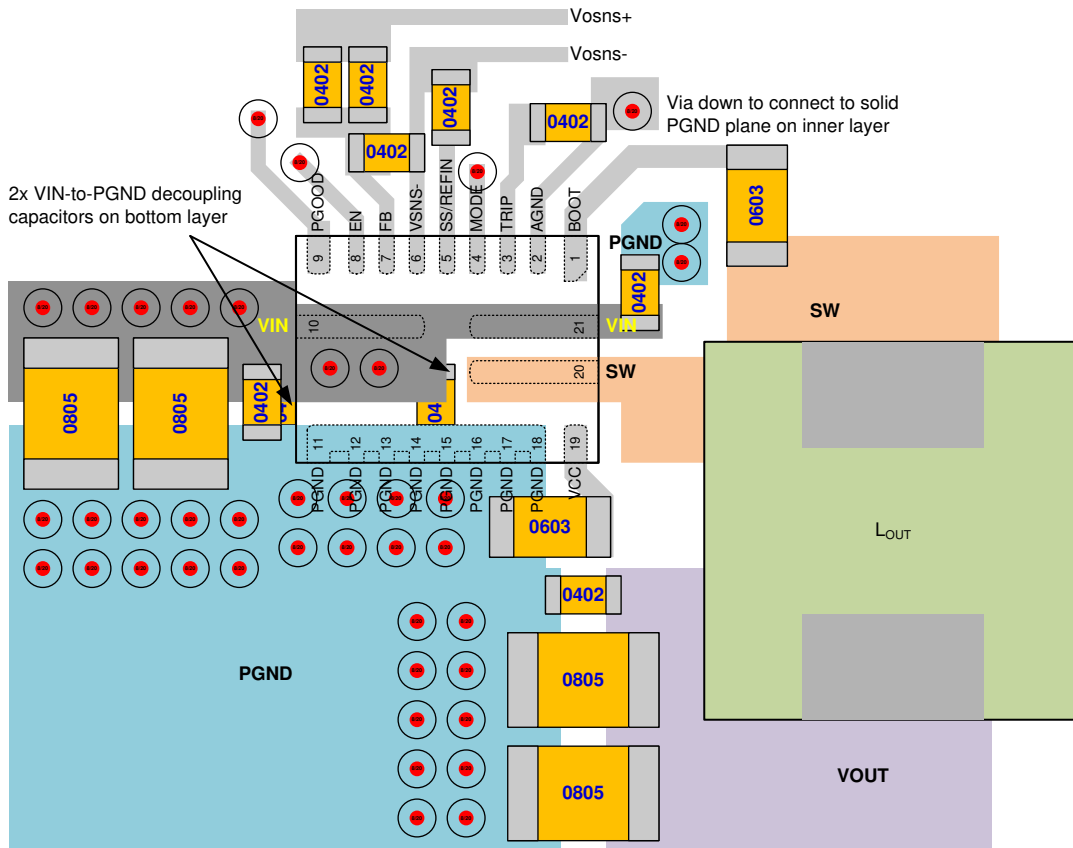 Vosns+
Vosns-
0402
0402
0402
0402
0402
Via down to connect to solid
PGND plane on inner layer
2x VIN-to-PGND decoupling
capacitors on bottom layer
PGOOD
EN
FB
VSNS-
SS/REFIN
MODE
TRIP
AGND
BOOT
0603
PGND
0402
9
8
7
6
5
4
3
2
1
SW
VIN
10
21
VIN
20
SW
0805
0805
0402
04
11
12
13
14
15
16
17
18
19
PGND
PGND
PGND
PGND
PGND
PGND
PGND
PGND
VCC
0603
LOUT
0402
PGND
0805
0805
VOUT